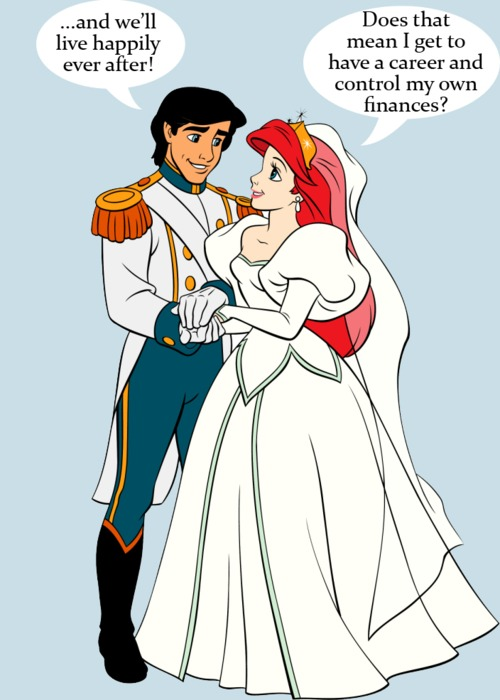 ...and we'll
live happily
ever after!
Does that
mean I get to
have a career and
control my own
finances?